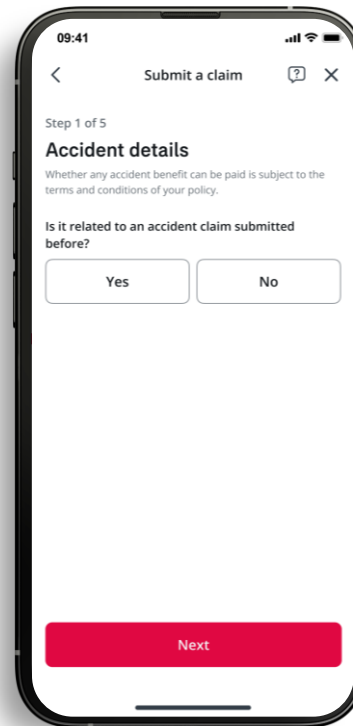 09:41
Submit a claim
Step 1 of 5
Accident details
Whether any accident benefit can be paid is subject to the
terms and conditions of your policy.
Is it related to an accident claim submitted
before?
Yes
No
Next